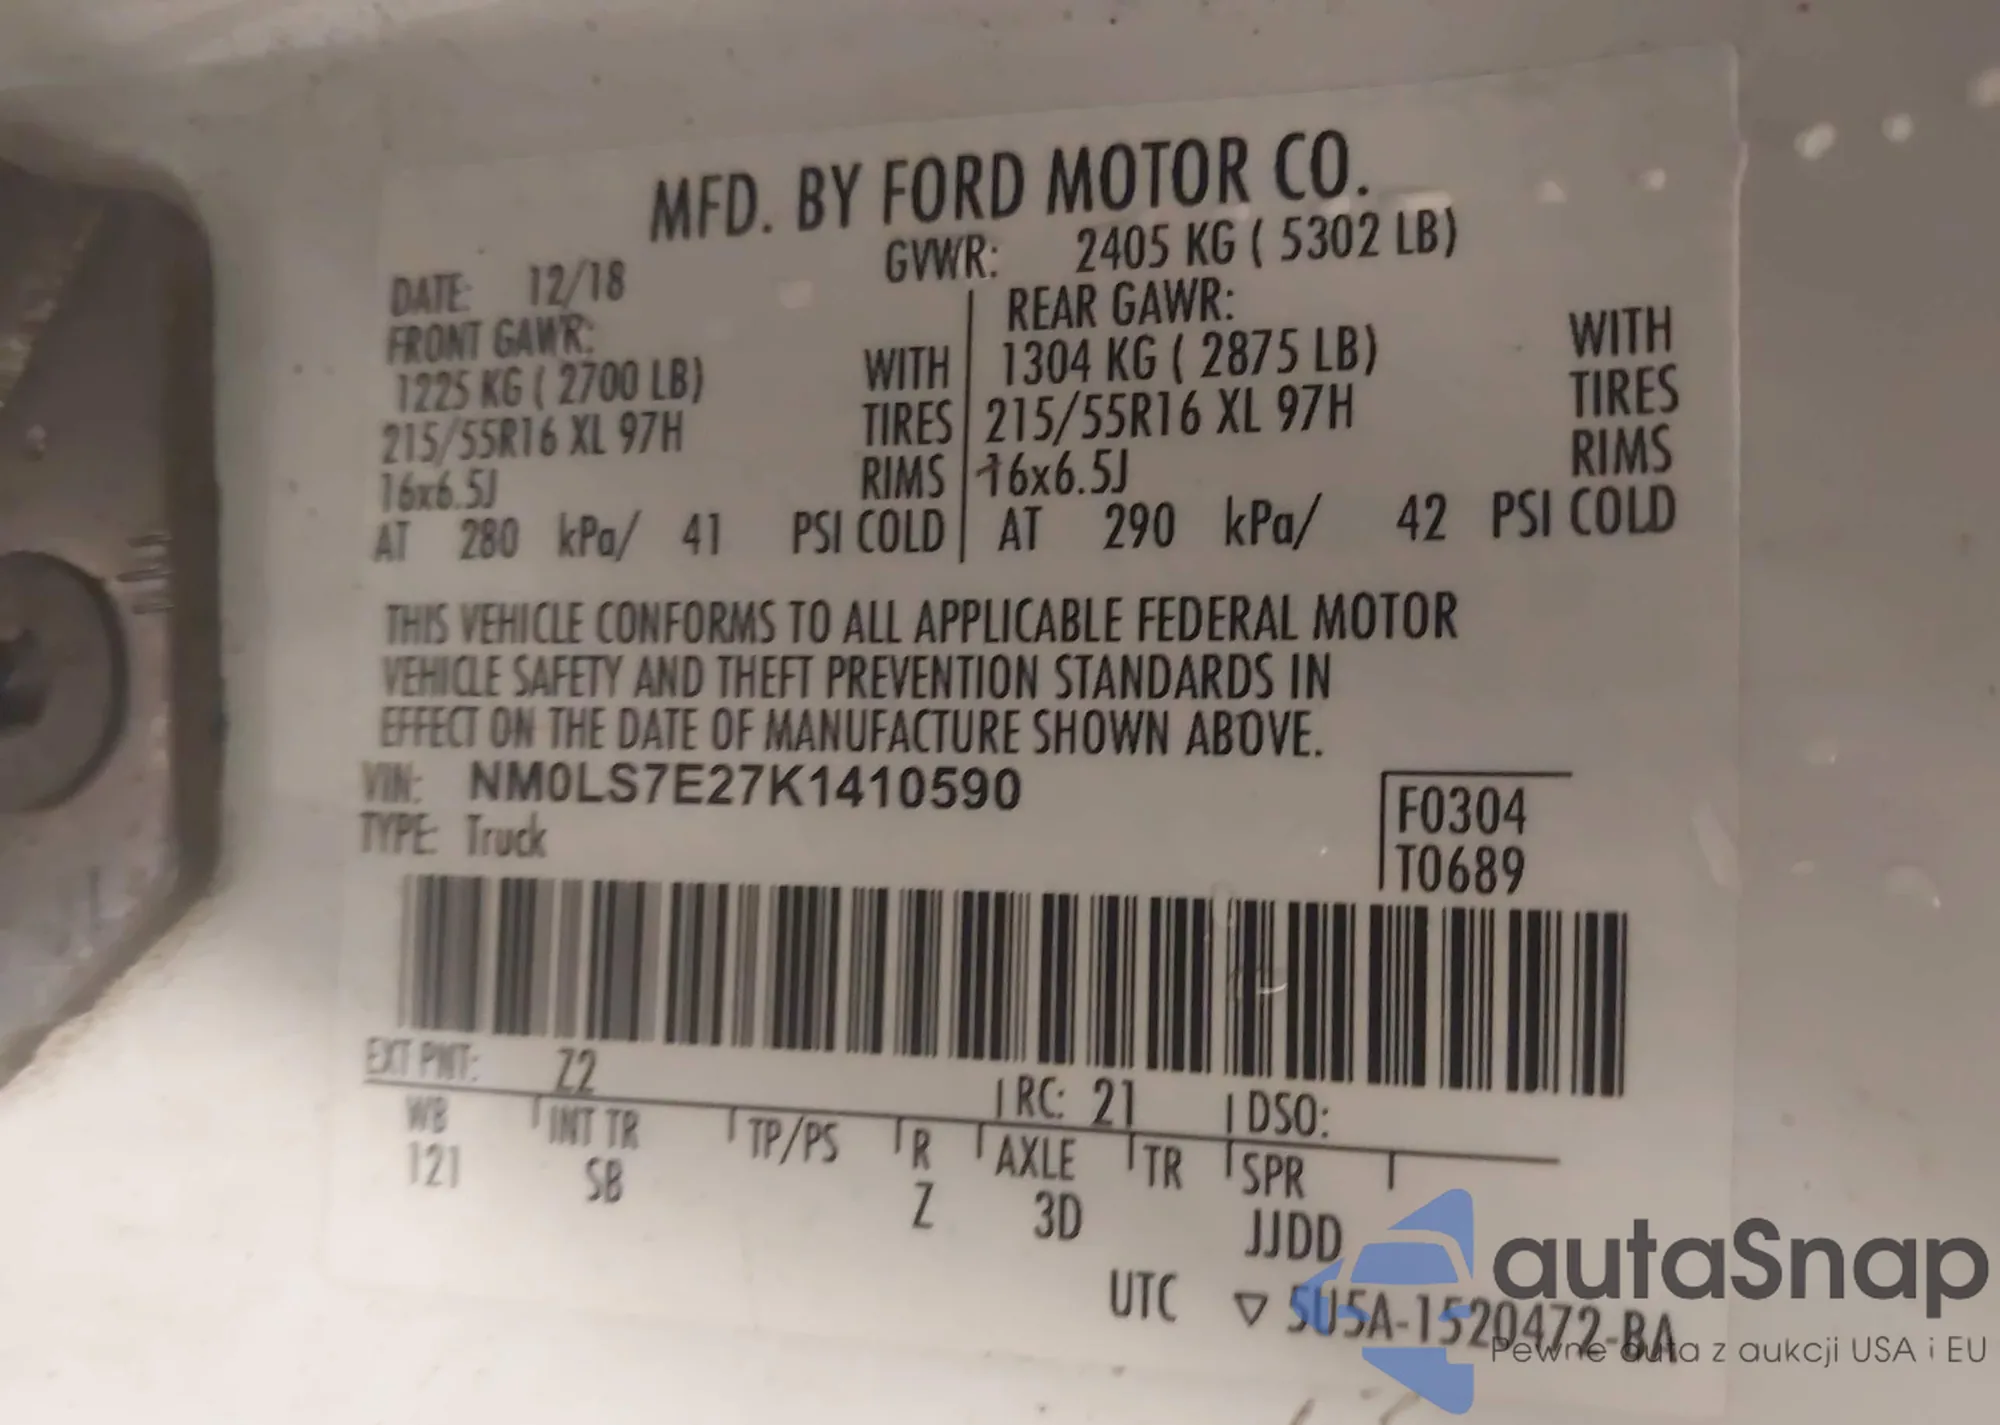 MFD. BY FORD MOTOR CO.
DATE: 12/18 GVWR: 2405 KG ( 5302 LB)
FRONT GAWR: REAR GAWR:
1225 KG ( 2700 LB) WITH 1304 KG ( 2875 LB) WITH
215/55R16 XL 97H TIRES 215/55R16 XL 97H TIRES
16x6.5J RIMS 16x6.5J RIMS
AT 280 kPa/ 41 PSI COLD AT 290 kPa/ 42 PSI COLD
THIS VEHICLE CONFORMS TO ALL APPLICABLE FEDERAL MOTOR
VEHICLE SAFETY AND THEFT PREVENTION STANDARDS IN
EFFECT ON THE DATE OF MANUFACTURE SHOWN ABOVE.
VIN: NM0LS7E27K1410590
TYPE: Truck
F0304
T0689
EXT PNT: Z2 RC: 21 DSO:
WB INT TR TP/PS R AXLE TR SPR
121 SB Z 3D JJDD
UTC ▽ 5U5A-1520472-BA
autaSnap
Pewne auta z aukcji USA i EU